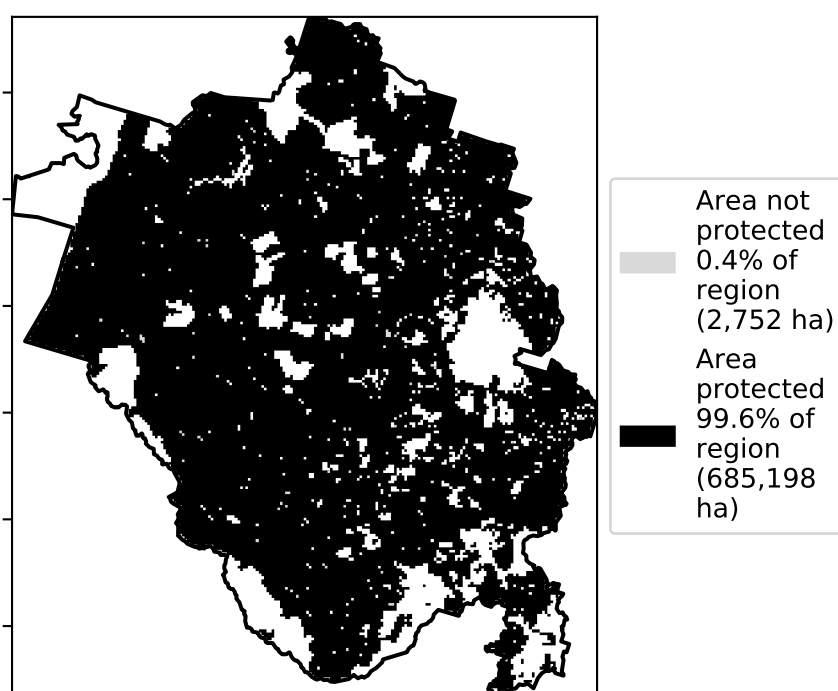 Area not
protected
0.4% of
region
(2,752 ha)
Area
protected
99.6% of
region
(685,198
ha)